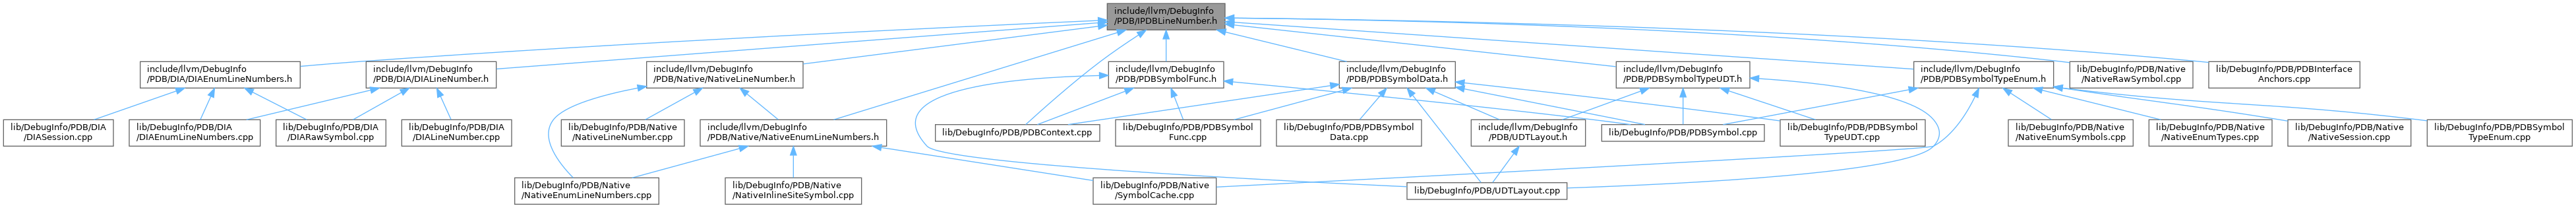 include/llvm/DebugInfo
/PDB/IPDBLineNumber.h
include/llvm/DebugInfo
/PDB/DIA/DIAEnumLineNumbers.h
include/llvm/DebugInfo
/PDB/DIA/DIALineNumber.h
include/llvm/DebugInfo
/PDB/Native/NativeLineNumber.h
include/llvm/DebugInfo
/PDB/PDBSymbolFunc.h
include/llvm/DebugInfo
/PDB/PDBSymbolData.h
include/llvm/DebugInfo
/PDB/PDBSymbolTypeUDT.h
include/llvm/DebugInfo
/PDB/PDBSymbolTypeEnum.h
lib/DebugInfo/PDB/Native
/NativeRawSymbol.cpp
lib/DebugInfo/PDB/PDBInterface
Anchors.cpp
lib/DebugInfo/PDB/DIA
/DIASession.cpp
lib/DebugInfo/PDB/DIA
/DIAEnumLineNumbers.cpp
lib/DebugInfo/PDB/DIA
/DIARawSymbol.cpp
lib/DebugInfo/PDB/DIA
/DIALineNumber.cpp
lib/DebugInfo/PDB/Native
/NativeLineNumber.cpp
include/llvm/DebugInfo
/PDB/Native/NativeEnumLineNumbers.h
lib/DebugInfo/PDB/PDBContext.cpp
lib/DebugInfo/PDB/PDBSymbol
Func.cpp
lib/DebugInfo/PDB/PDBSymbol
Data.cpp
include/llvm/DebugInfo
/PDB/UDTLayout.h
lib/DebugInfo/PDB/PDBSymbol.cpp
lib/DebugInfo/PDB/PDBSymbol
TypeUDT.cpp
lib/DebugInfo/PDB/Native
/NativeEnumSymbols.cpp
lib/DebugInfo/PDB/Native
/NativeEnumTypes.cpp
lib/DebugInfo/PDB/Native
/NativeSession.cpp
lib/DebugInfo/PDB/PDBSymbol
TypeEnum.cpp
lib/DebugInfo/PDB/Native
/NativeEnumLineNumbers.cpp
lib/DebugInfo/PDB/Native
/NativeInlineSiteSymbol.cpp
lib/DebugInfo/PDB/Native
/SymbolCache.cpp
lib/DebugInfo/PDB/UDTLayout.cpp